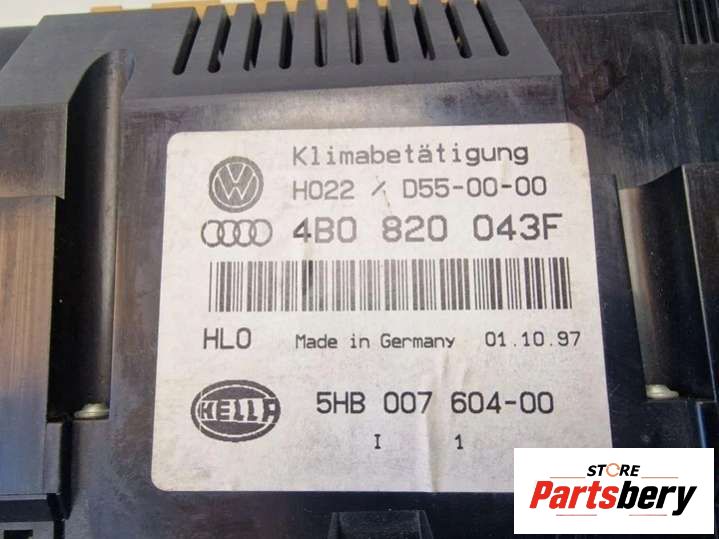 Klimabetätigung
H022 / D55-00-00
4B0 820 043F
HLO Made in Germany 01.10.97
HELLA 5HB 007 604-00
I 1
STORE
Partsbery